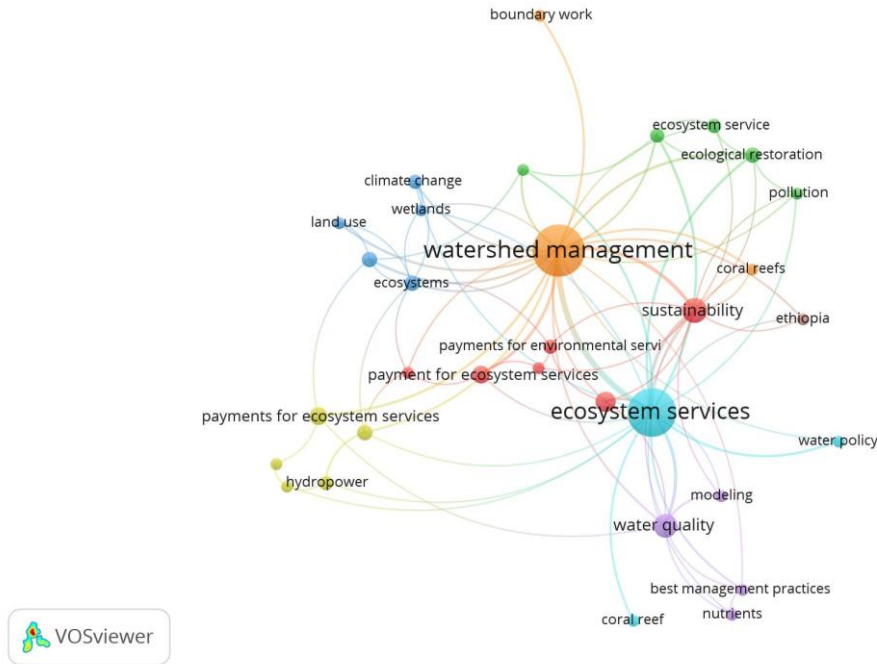 boundary work
ecosystem service
ecological restoration
climate change
pollution
wetlands
land use
watershed management
coral reefs
ecosystems
sustainability
ethiopia
payments for environmental servi
payment for ecosystem services
ecosystem services
payments for ecosystem services
water policy
hydropower
modeling
water quality
best management practices
nutrients
coral reef
VOSviewer